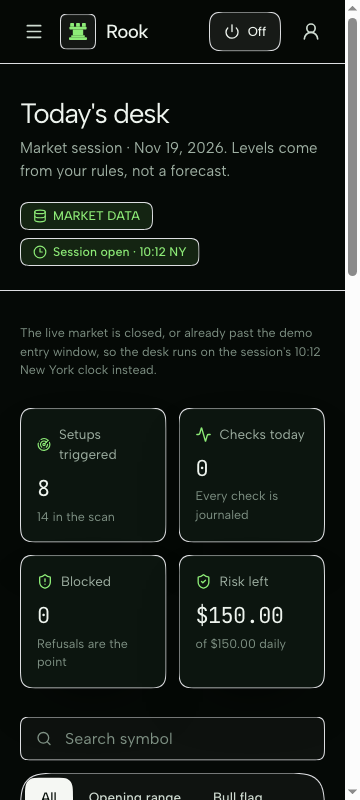 Rook
Off
Today's desk
Market session · Nov 19, 2026. Levels come
from your rules, not a forecast.
MARKET DATA
Session open · 10:12 NY
The live market is closed, or already past the demo
entry window, so the desk runs on the session's 10:12
New York clock instead.
Setups
triggered
8
14 in the scan
Checks today
0
Every check is
journaled
Blocked
0
Refusals are the
point
Risk left
$150.00
of $150.00 daily
Search symbol
All Opening range Bull flag